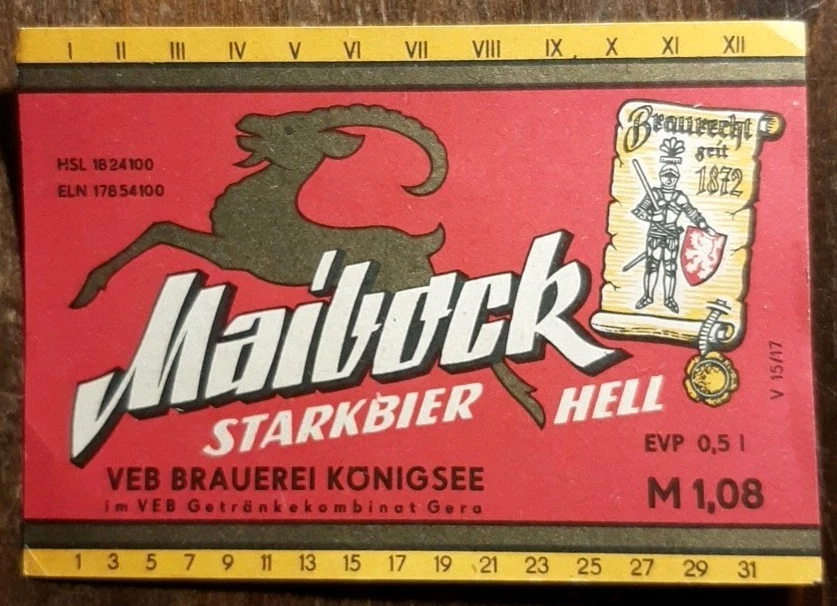 I II III IV V VI VII VIII IX X XI XII
Braurecht
seit
1872
HSL 1824100
ELN 17854100
Maibock
STARKBIER HELL
V 15/17
EVP 0,5 l
M 1,08
VEB BRAUEREI KÖNIGSEE
im VEB Getränkekombinat Gera
1 3 5 7 9 11 13 15 17 19 21 23 25 27 29 31